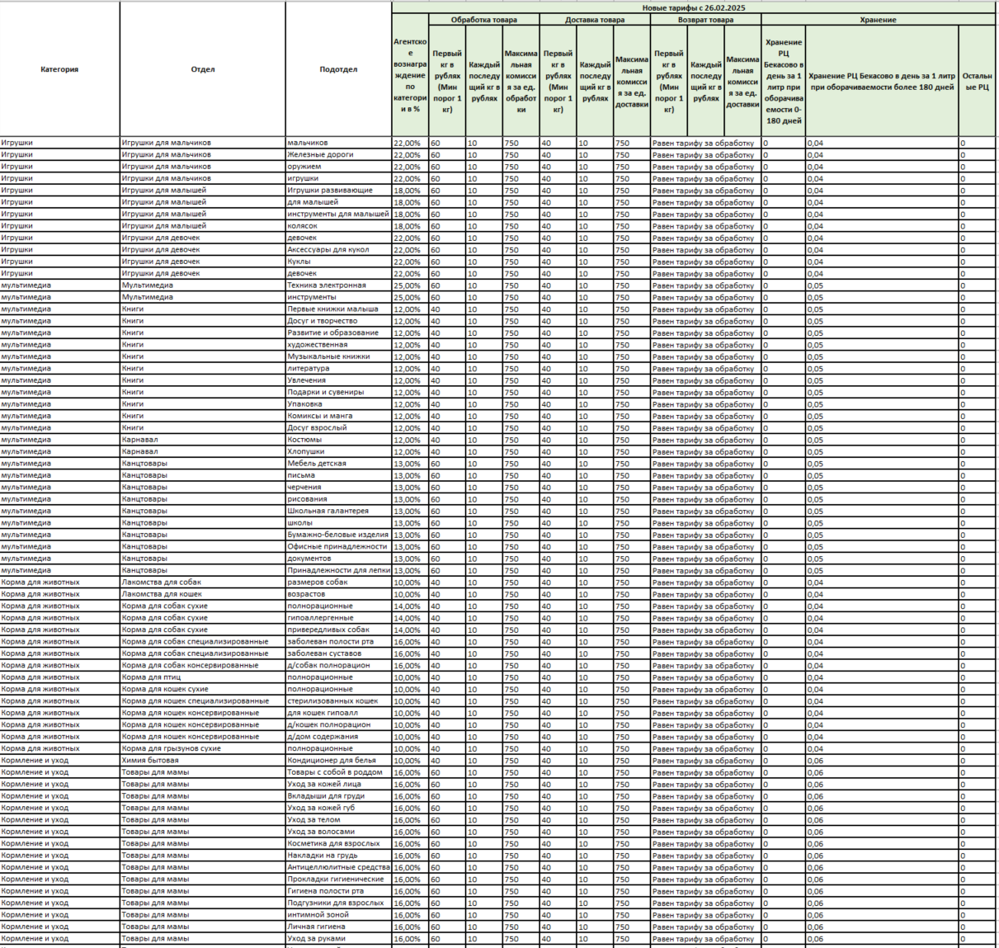 Новые тарифы с 26.02.2025
Обработка товара Доставка товара Возврат товара Хранение
Категория Отдел Подотдел Агентское вознаграждение по категории в % Первый кг в рублях (Мин порог 1 кг) Каждый последующий кг в рублях Максимальная комиссия за ед. обработки Первый кг в рублях (Мин порог 1 кг) Каждый последующий кг в рублях Максимальная комиссия за ед. доставки Первый кг в рублях (Мин порог 1 кг) Каждый последующий кг в рублях Максимальная комиссия за ед. доставки Хранение РЦ Бекасово в день за 1 литр при оборачиваемости 0-180 дней Хранение РЦ Бекасово в день за 1 литр при оборачиваемости более 180 дней Остальные РЦ
Игрушки Игрушки для мальчиков мальчиков 22,00% 60 10 750 40 10 750 Равен тарифу за обработку 0 0,04 0
Игрушки Игрушки для мальчиков Железные дороги 22,00% 60 10 750 40 10 750 Равен тарифу за обработку 0 0,04 0
Игрушки Игрушки для мальчиков оружием 22,00% 60 10 750 40 10 750 Равен тарифу за обработку 0 0,04 0
Игрушки Игрушки для мальчиков игрушки 22,00% 60 10 750 40 10 750 Равен тарифу за обработку 0 0,04 0
Игрушки Игрушки для малышей Игрушки развивающие 18,00% 60 10 750 40 10 750 Равен тарифу за обработку 0 0,04 0
Игрушки Игрушки для малышей для малышей 18,00% 60 10 750 40 10 750 Равен тарифу за обработку 0 0,04 0
Игрушки Игрушки для малышей инструменты для малышей 18,00% 60 10 750 40 10 750 Равен тарифу за обработку 0 0,04 0
Игрушки Игрушки для малышей колясок 18,00% 60 10 750 40 10 750 Равен тарифу за обработку 0 0,04 0
Игрушки Игрушки для девочек девочек 22,00% 60 10 750 40 10 750 Равен тарифу за обработку 0 0,04 0
Игрушки Игрушки для девочек Аксессуары для кукол 22,00% 60 10 750 40 10 750 Равен тарифу за обработку 0 0,04 0
Игрушки Игрушки для девочек Куклы 22,00% 60 10 750 40 10 750 Равен тарифу за обработку 0 0,04 0
Игрушки Игрушки для девочек девочек 22,00% 60 10 750 40 10 750 Равен тарифу за обработку 0 0,04 0
мультимедиа Мультимедиа Техника электронная 25,00% 60 10 750 40 10 750 Равен тарифу за обработку 0 0,05 0
мультимедиа Мультимедиа инструменты 25,00% 60 10 750 40 10 750 Равен тарифу за обработку 0 0,05 0
мультимедиа Книги Первые книжки малыша 12,00% 40 10 750 40 10 750 Равен тарифу за обработку 0 0,05 0
мультимедиа Книги Досуг и творчество 12,00% 40 10 750 40 10 750 Равен тарифу за обработку 0 0,05 0
мультимедиа Книги Развитие и образование 12,00% 40 10 750 40 10 750 Равен тарифу за обработку 0 0,05 0
мультимедиа Книги художественная 12,00% 40 10 750 40 10 750 Равен тарифу за обработку 0 0,05 0
мультимедиа Книги Музыкальные книжки 12,00% 40 10 750 40 10 750 Равен тарифу за обработку 0 0,05 0
мультимедиа Книги литература 12,00% 40 10 750 40 10 750 Равен тарифу за обработку 0 0,05 0
мультимедиа Книги Увлечения 12,00% 40 10 750 40 10 750 Равен тарифу за обработку 0 0,05 0
мультимедиа Книги Подарки и сувениры 12,00% 40 10 750 40 10 750 Равен тарифу за обработку 0 0,05 0
мультимедиа Книги Упаковка 12,00% 40 10 750 40 10 750 Равен тарифу за обработку 0 0,05 0
мультимедиа Книги Комиксы и манга 12,00% 40 10 750 40 10 750 Равен тарифу за обработку 0 0,05 0
мультимедиа Книги Досуг взрослый 12,00% 40 10 750 40 10 750 Равен тарифу за обработку 0 0,05 0
мультимедиа Карнавал Костюмы 12,00% 40 10 750 40 10 750 Равен тарифу за обработку 0 0,05 0
мультимедиа Карнавал Хлопушки 12,00% 40 10 750 40 10 750 Равен тарифу за обработку 0 0,05 0
мультимедиа Канцтовары Мебель детская 13,00% 60 10 750 40 10 750 Равен тарифу за обработку 0 0,05 0
мультимедиа Канцтовары письма 13,00% 60 10 750 40 10 750 Равен тарифу за обработку 0 0,05 0
мультимедиа Канцтовары черчения 13,00% 60 10 750 40 10 750 Равен тарифу за обработку 0 0,05 0
мультимедиа Канцтовары рисования 13,00% 60 10 750 40 10 750 Равен тарифу за обработку 0 0,05 0
мультимедиа Канцтовары Школьная галантерея 13,00% 60 10 750 40 10 750 Равен тарифу за обработку 0 0,05 0
мультимедиа Канцтовары школы 13,00% 60 10 750 40 10 750 Равен тарифу за обработку 0 0,05 0
мультимедиа Канцтовары Бумажно-беловые изделия 13,00% 60 10 750 40 10 750 Равен тарифу за обработку 0 0,05 0
мультимедиа Канцтовары Офисные принадлежности 13,00% 60 10 750 40 10 750 Равен тарифу за обработку 0 0,05 0
мультимедиа Канцтовары документов 13,00% 60 10 750 40 10 750 Равен тарифу за обработку 0 0,05 0
мультимедиа Канцтовары Принадлежности для лепки 13,00% 60 10 750 40 10 750 Равен тарифу за обработку 0 0,05 0
Корма для животных Лакомства для собак размеров собак 10,00% 40 10 750 40 10 750 Равен тарифу за обработку 0 0,04 0
Корма для животных Лакомства для кошек возрастов 10,00% 40 10 750 40 10 750 Равен тарифу за обработку 0 0,04 0
Корма для животных Корма для собак сухие полнорационные 14,00% 40 10 750 40 10 750 Равен тарифу за обработку 0 0,04 0
Корма для животных Корма для собак сухие гипоаллергенные 14,00% 40 10 750 40 10 750 Равен тарифу за обработку 0 0,04 0
Корма для животных Корма для собак сухие привередливых собак 14,00% 40 10 750 40 10 750 Равен тарифу за обработку 0 0,04 0
Корма для животных Корма для собак специализированные заболеван полости рта 16,00% 40 10 750 40 10 750 Равен тарифу за обработку 0 0,04 0
Корма для животных Корма для собак специализированные заболеван суставов 16,00% 40 10 750 40 10 750 Равен тарифу за обработку 0 0,04 0
Корма для животных Корма для собак консервированные д/собак полнорацион 16,00% 40 10 750 40 10 750 Равен тарифу за обработку 0 0,04 0
Корма для животных Корма для птиц полнорационные 10,00% 40 10 750 40 10 750 Равен тарифу за обработку 0 0,04 0
Корма для животных Корма для кошек сухие полнорационные 10,00% 40 10 750 40 10 750 Равен тарифу за обработку 0 0,04 0
Корма для животных Корма для кошек специализированные стерилизованных кошек 10,00% 40 10 750 40 10 750 Равен тарифу за обработку 0 0,04 0
Корма для животных Корма для кошек консервированные для кошек гипоалл 10,00% 40 10 750 40 10 750 Равен тарифу за обработку 0 0,04 0
Корма для животных Корма для кошек консервированные д/кошек полнорацион 10,00% 40 10 750 40 10 750 Равен тарифу за обработку 0 0,04 0
Корма для животных Корма для кошек консервированные д/дом содержания 10,00% 40 10 750 40 10 750 Равен тарифу за обработку 0 0,04 0
Корма для животных Корма для грызунов сухие полнорационные 10,00% 40 10 750 40 10 750 Равен тарифу за обработку 0 0,04 0
Кормление и уход Химия бытовая Кондиционер для белья 10,00% 40 10 750 40 10 750 Равен тарифу за обработку 0 0,06 0
Кормление и уход Товары для мамы Товары с собой в роддом 16,00% 60 10 750 40 10 750 Равен тарифу за обработку 0 0,06 0
Кормление и уход Товары для мамы Уход за кожей лица 16,00% 60 10 750 40 10 750 Равен тарифу за обработку 0 0,06 0
Кормление и уход Товары для мамы Вкладыши для груди 16,00% 60 10 750 40 10 750 Равен тарифу за обработку 0 0,06 0
Кормление и уход Товары для мамы Уход за кожей губ 16,00% 60 10 750 40 10 750 Равен тарифу за обработку 0 0,06 0
Кормление и уход Товары для мамы Уход за телом 16,00% 60 10 750 40 10 750 Равен тарифу за обработку 0 0,06 0
Кормление и уход Товары для мамы Уход за волосами 16,00% 60 10 750 40 10 750 Равен тарифу за обработку 0 0,06 0
Кормление и уход Товары для мамы Косметика для взрослых 16,00% 60 10 750 40 10 750 Равен тарифу за обработку 0 0,06 0
Кормление и уход Товары для мамы Накладки на грудь 16,00% 60 10 750 40 10 750 Равен тарифу за обработку 0 0,06 0
Кормление и уход Товары для мамы Антицеллюлитные средства 16,00% 60 10 750 40 10 750 Равен тарифу за обработку 0 0,06 0
Кормление и уход Товары для мамы Прокладки гигиенические 16,00% 60 10 750 40 10 750 Равен тарифу за обработку 0 0,06 0
Кормление и уход Товары для мамы Гигиена полости рта 16,00% 60 10 750 40 10 750 Равен тарифу за обработку 0 0,06 0
Кормление и уход Товары для мамы Подгузники для взрослых 16,00% 60 10 750 40 10 750 Равен тарифу за обработку 0 0,06 0
Кормление и уход Товары для мамы интимной зоной 16,00% 60 10 750 40 10 750 Равен тарифу за обработку 0 0,06 0
Кормление и уход Товары для мамы Личная гигиена 16,00% 60 10 750 40 10 750 Равен тарифу за обработку 0 0,06 0
Кормление и уход Товары для мамы Уход за руками 16,00% 60 10 750 40 10 750 Равен тарифу за обработку 0 0,06 0